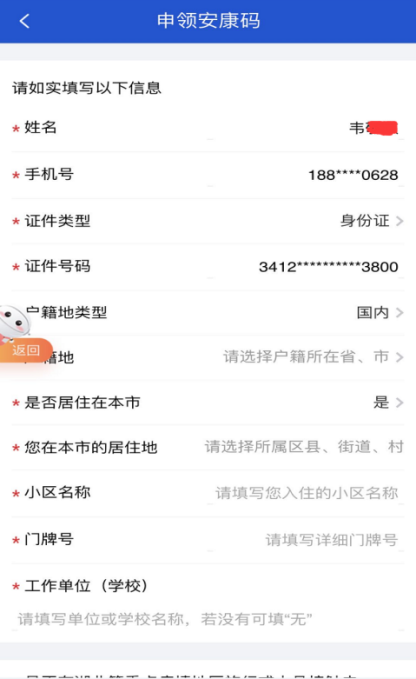 申领安康码
请如实填写以下信息
* 姓名 韦
* 手机号 188****0628
* 证件类型 身份证
* 证件号码 3412**********3800
户籍地类型 国内
返回 籍地 请选择户籍所在省、市
* 是否居住在本市 是
* 您在本市的居住地 请选择所属区县、街道、村
* 小区名称 请填写您入住的小区名称
* 门牌号 请填写详细门牌号
* 工作单位（学校）
请填写单位或学校名称，若没有可填“无”